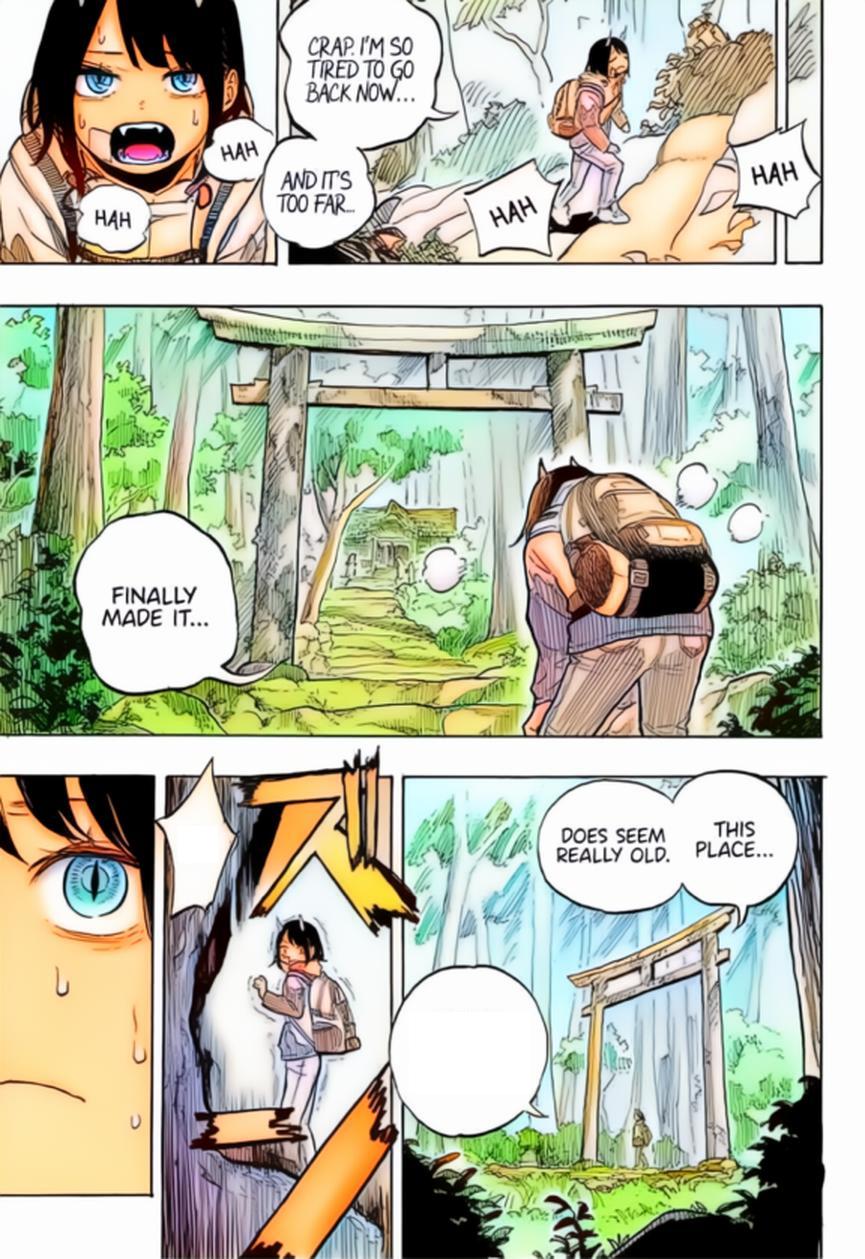 HAH
CRAP. I'M SO
TIRED TO GO
BACK NOW...
AND IT'S
TOO FAR...
HAH
HAH
HAH
FINALLY
MADE IT...
THIS
PLACE...
DOES SEEM
REALLY OLD.